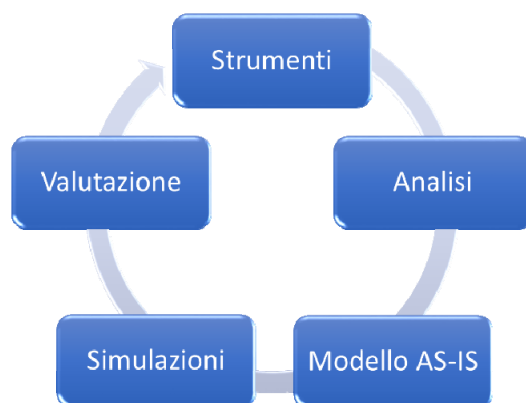 Strumenti
Analisi
Modello AS-IS
Simulazioni
Valutazione